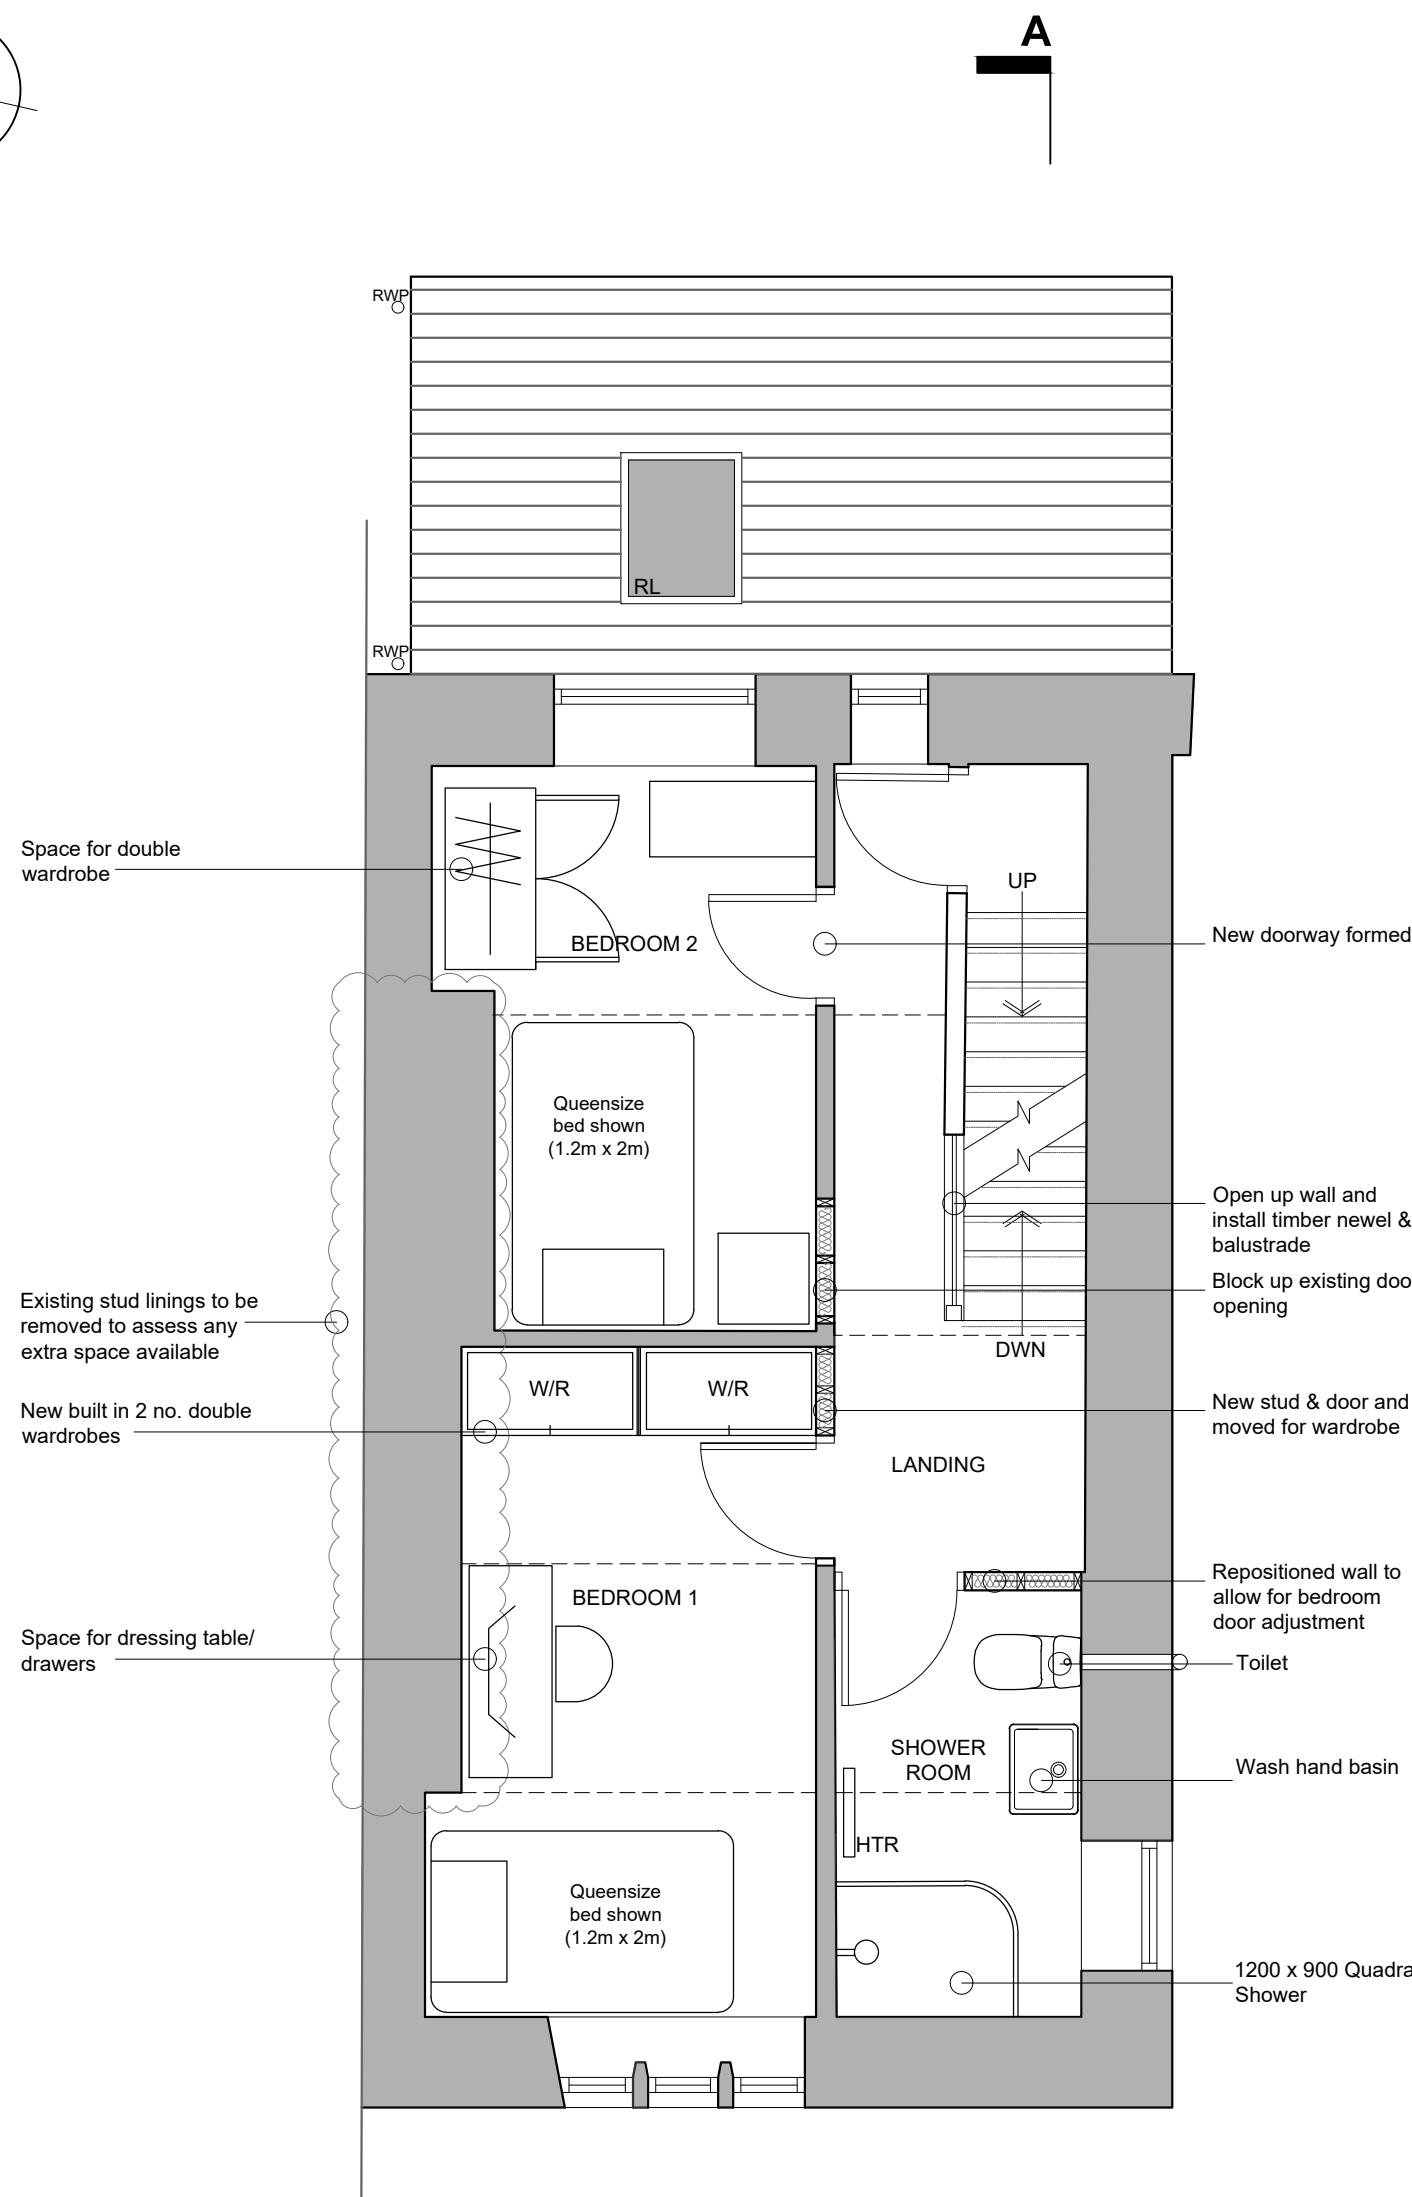 A
RWP
RL
RWP
Space for double
wardrobe
UP
BEDROOM 2
New doorway formed
Queensize
bed shown
(1.2m x 2m)
Open up wall and
install timber newel &
balustrade
Block up existing doo
opening
Existing stud linings to be
removed to assess any
extra space available
DWN
W/R
W/R
New built in 2 no. double
wardrobes
New stud & door and
moved for wardrobe
LANDING
Repositioned wall to
allow for bedroom
door adjustment
BEDROOM 1
Space for dressing table/
drawers
Toilet
SHOWER
ROOM
Wash hand basin
HTR
Queensize
bed shown
(1.2m x 2m)
1200 x 900 Quadra
Shower